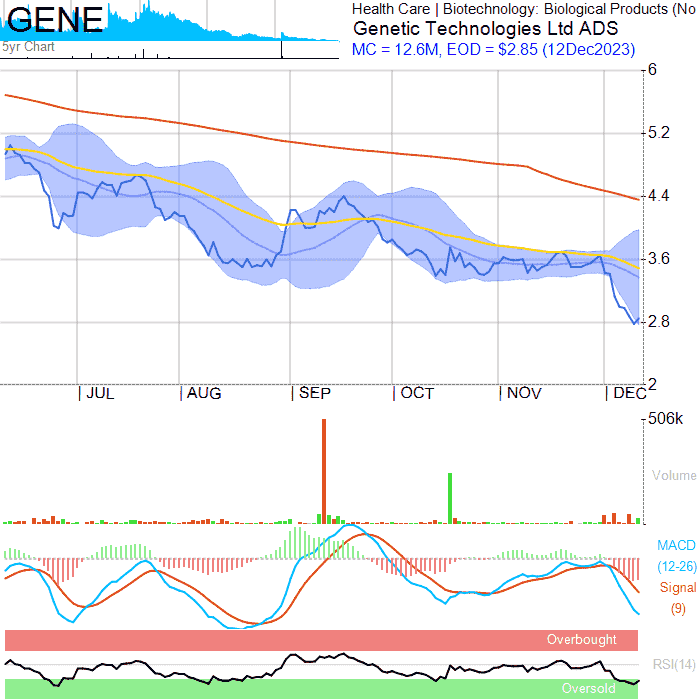 GENE
5yr Chart
Health Care | Biotechnology: Biological Products (No
Genetic Technologies Ltd ADS
MC = 12.6M, EOD = $2.85 (12Dec2023)
6
5.2
4.4
3.6
2.8
2
| JUL | AUG | SEP | OCT | NOV | DEC
506k
Volume
MACD
(12-26)
Signal
(9)
Overbought
RSI(14)
Oversold